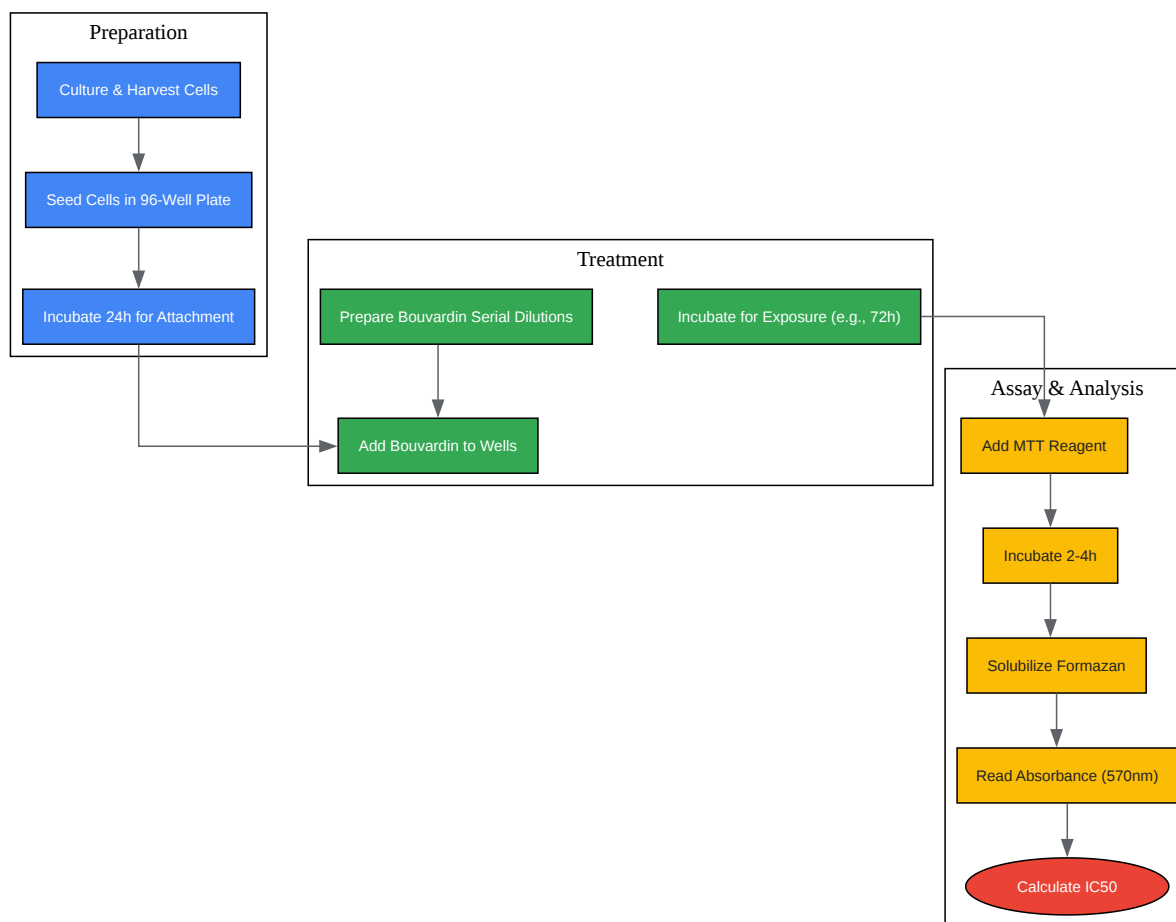 Preparation
Culture & Harvest Cells
Seed Cells in 96-Well Plate
Incubate 24h for Attachment
Treatment
Prepare Bouvardin Serial Dilutions
Incubate for Exposure (e.g., 72h)
Add Bouvardin to Wells
Assay & Analysis
Add MTT Reagent
Incubate 2-4h
Solubilize Formazan
Read Absorbance (570nm)
Calculate IC50